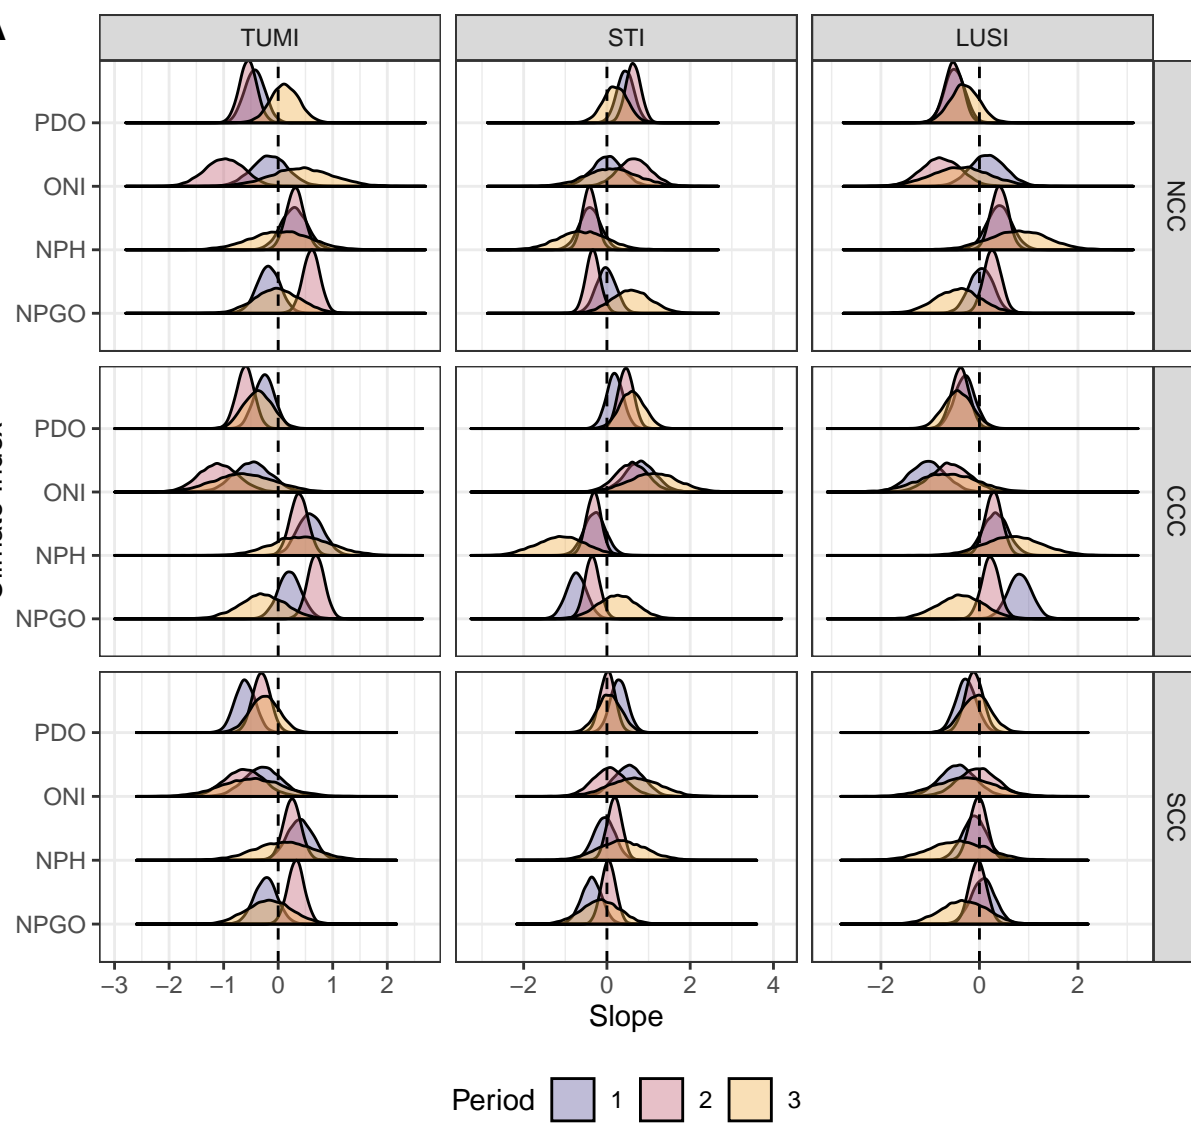 TUMI STI LUSI
PDO
ONI
NPH
NPGO
NCC
PDO
ONI
NPH
NPGO
CCC
PDO
ONI
NPH
NPGO
SCC
−3 −2 −1 0 1 2 −2 0 2 4 −2 0 2
Slope
Period 1 2 3